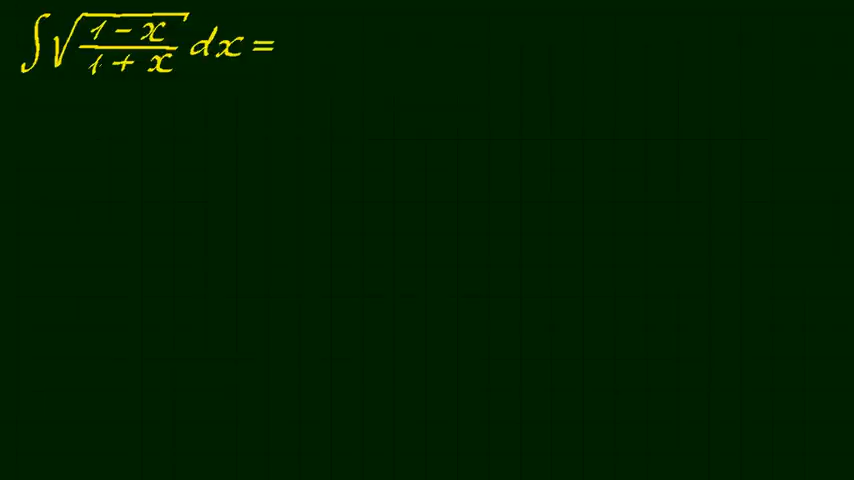 ∫√((1 − x)/(1 + x)) dx =